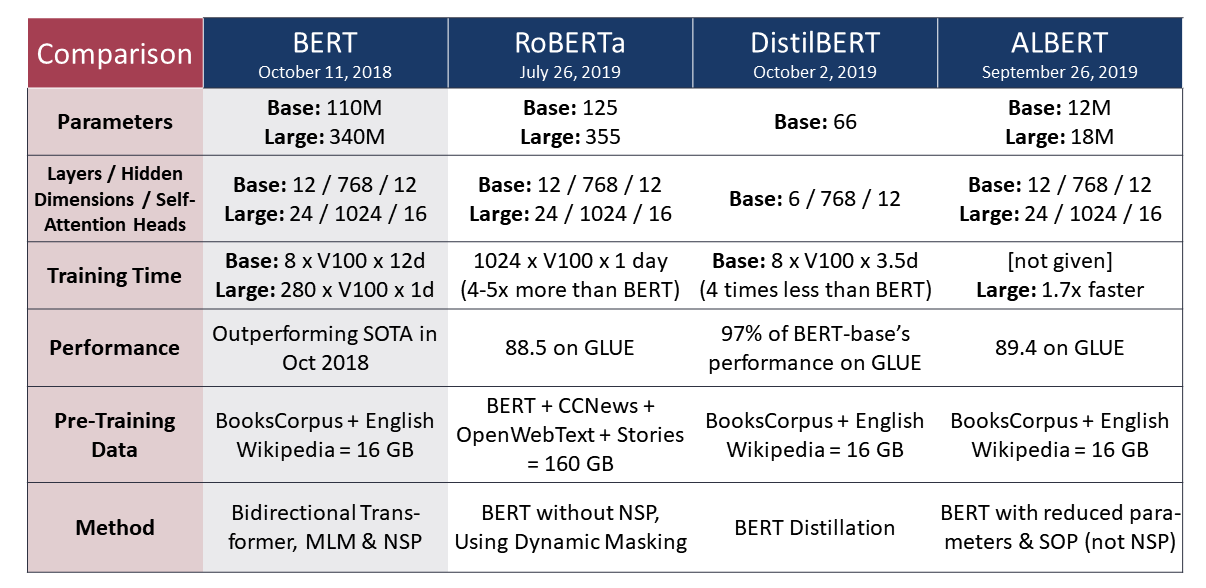 Comparison
BERT
October 11, 2018
RoBERTa
July 26, 2019
DistilBERT
October 2, 2019
ALBERT
September 26, 2019
Parameters
Base: 110M
Large: 340M
Base: 125
Large: 355
Base: 66
Base: 12M
Large: 18M
Layers / Hidden
Dimensions / Self-
Attention Heads
Base: 12 / 768 / 12
Large: 24 / 1024 / 16
Base: 12 / 768 / 12
Large: 24 / 1024 / 16
Base: 6 / 768 / 12
Base: 12 / 768 / 12
Large: 24 / 1024 / 16
Training Time
Base: 8 x V100 x 12d
Large: 280 x V100 x 1d
1024 x V100 x 1 day
(4-5x more than BERT)
Base: 8 x V100 x 3.5d
(4 times less than BERT)
[not given]
Large: 1.7x faster
Performance
Outperforming SOTA in
Oct 2018
88.5 on GLUE
97% of BERT-base’s
performance on GLUE
89.4 on GLUE
Pre-Training
Data
BooksCorpus + English
Wikipedia = 16 GB
BERT + CCNews +
OpenWebText + Stories
= 160 GB
BooksCorpus + English
Wikipedia = 16 GB
BooksCorpus + English
Wikipedia = 16 GB
Method
Bidirectional Trans-
former, MLM & NSP
BERT without NSP,
Using Dynamic Masking
BERT Distillation
BERT with reduced para-
meters & SOP (not NSP)